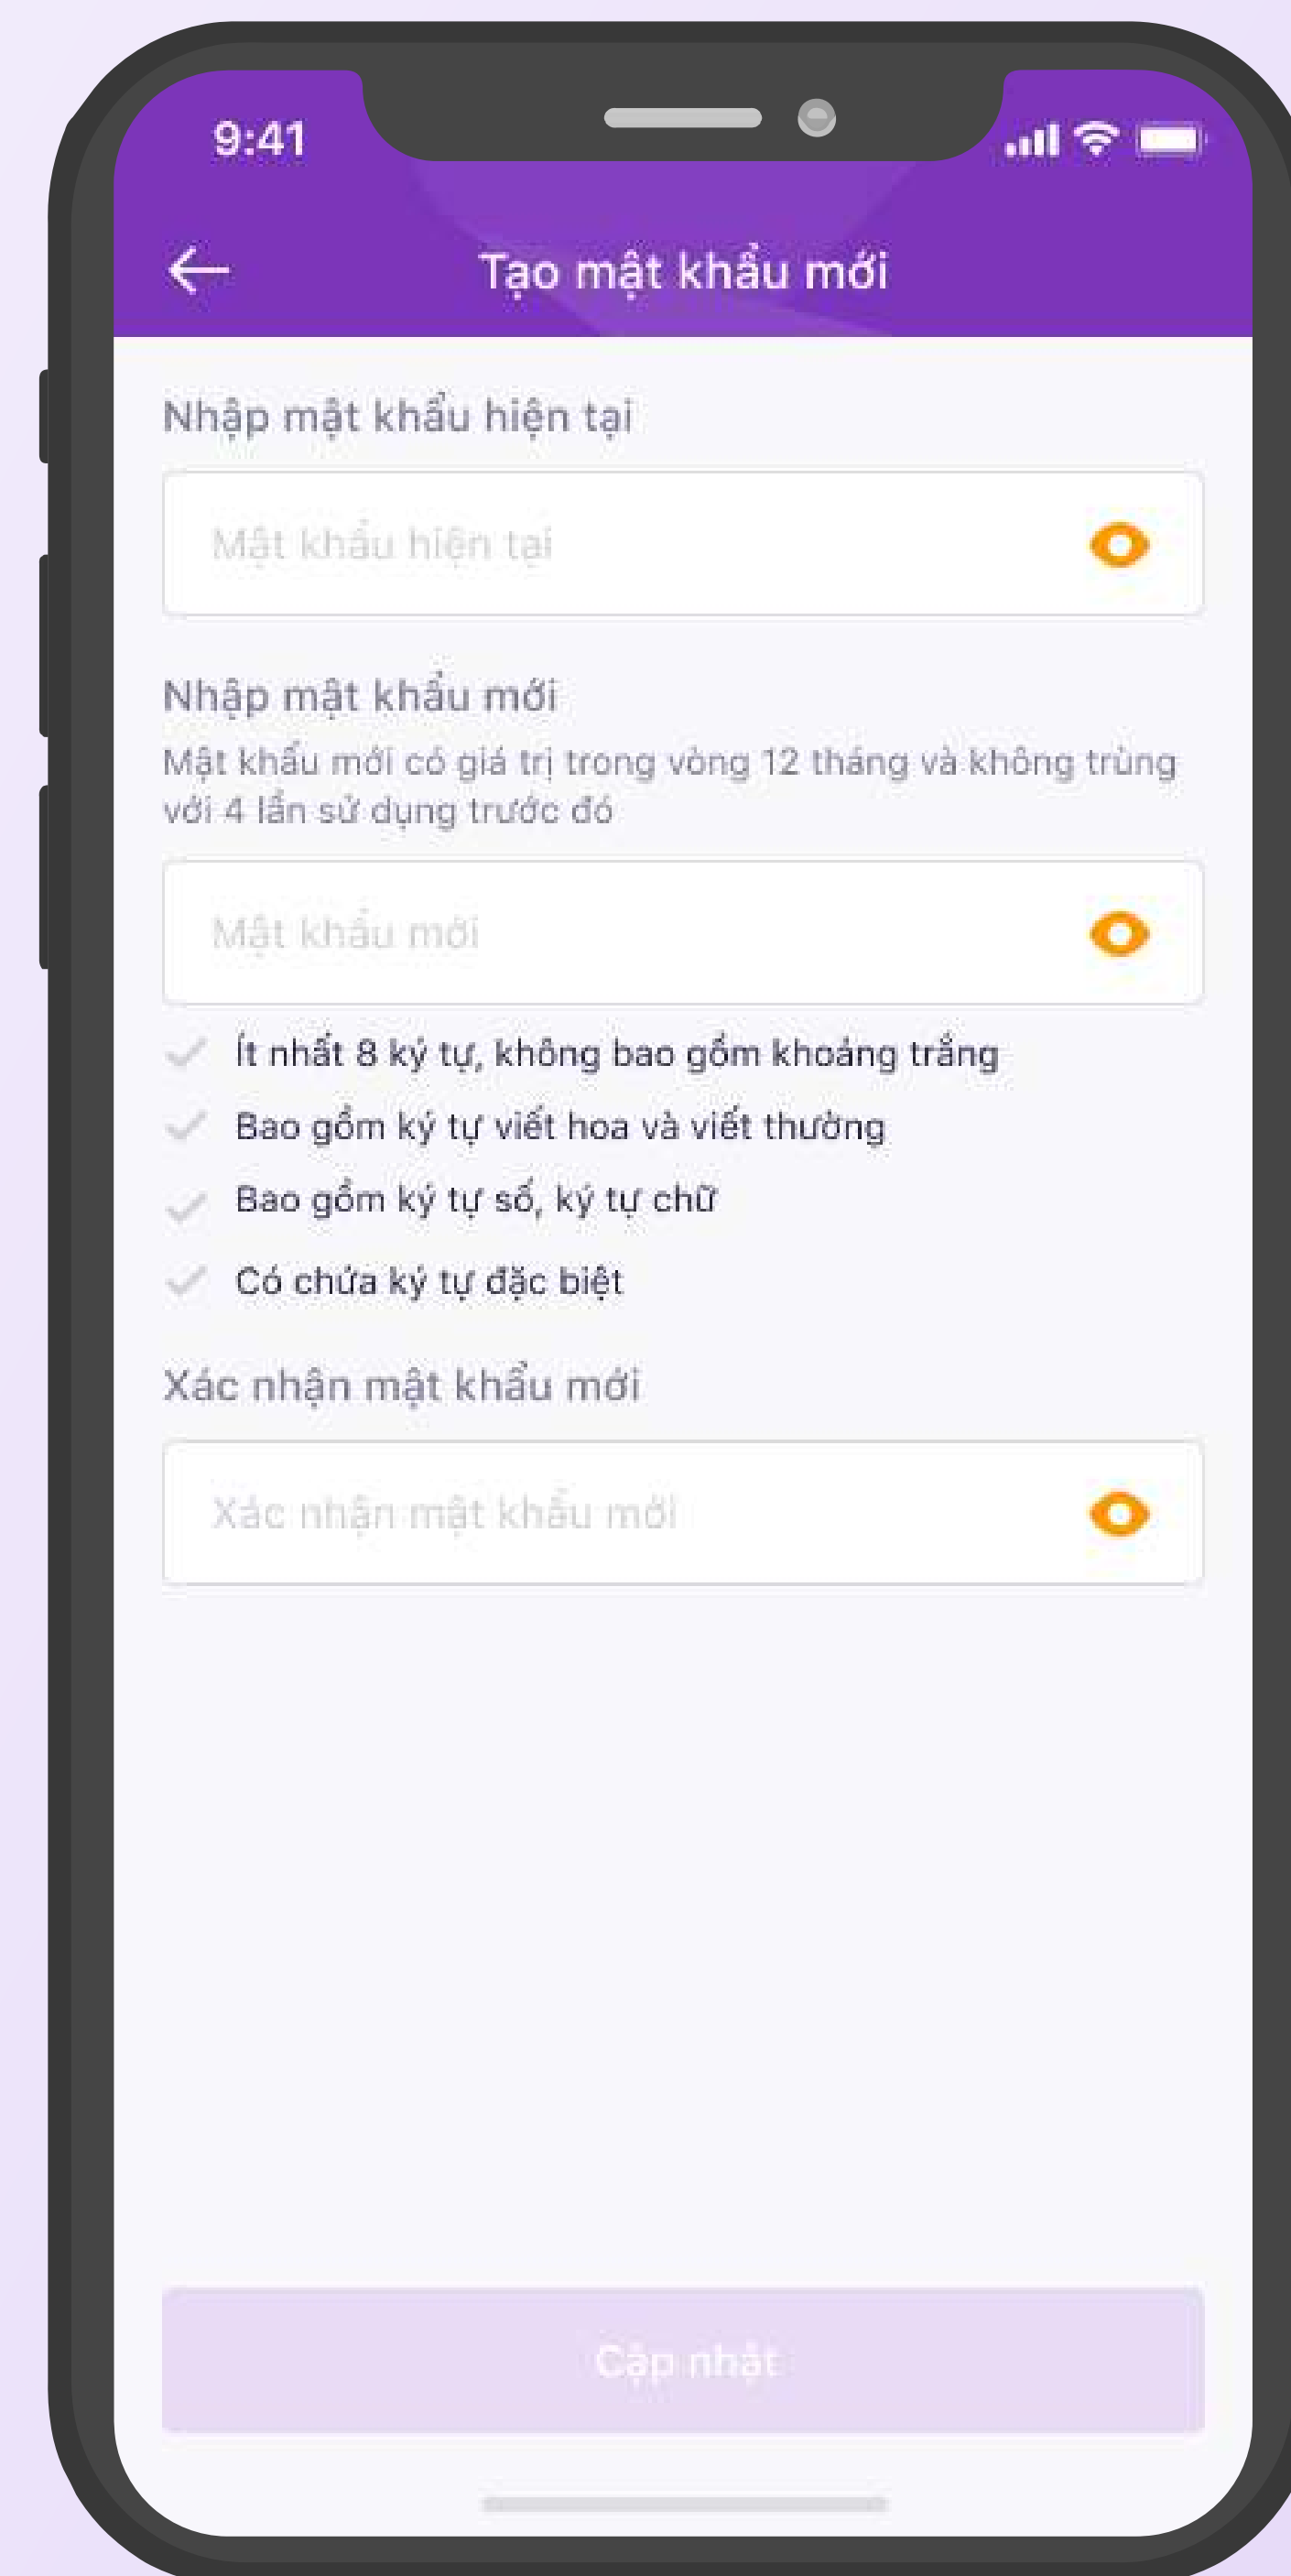 9:41
Tạo mật khẩu mới
Nhập mật khẩu hiện tại
Mật khẩu hiện tại
Nhập mật khẩu mới
Mật khẩu mới có giá trị trong vòng 12 tháng và không trùng
với 4 lần sử dụng trước đó
Mật khẩu mới
Ít nhất 8 ký tự, không bao gồm khoảng trắng
Bao gồm ký tự viết hoa và viết thường
Bao gồm ký tự số, ký tự chữ
Có chứa ký tự đặc biệt
Xác nhận mật khẩu mới
Xác nhận mật khẩu mới
Cập nhật